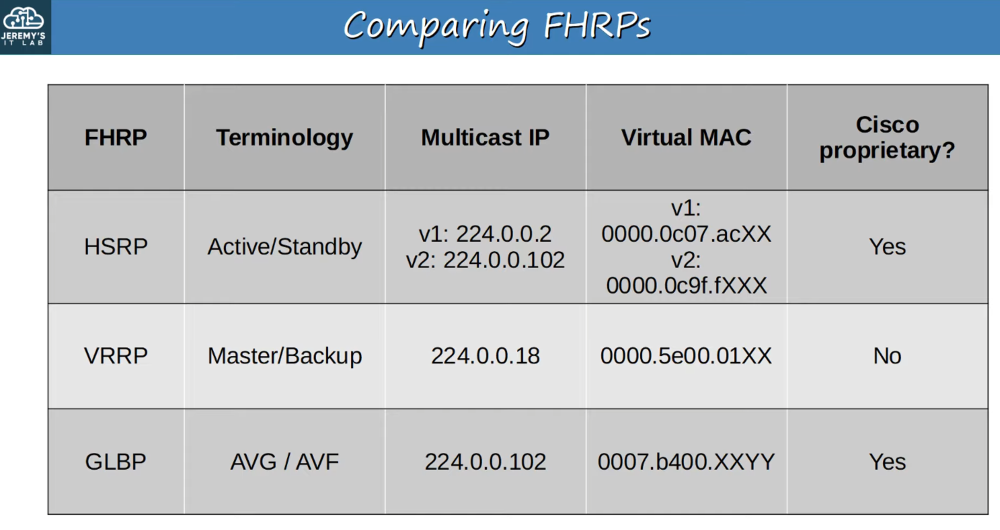 JEREMY'S
IT LAB
Comparing FHRPs
FHRP
Terminology
Multicast IP
Virtual MAC
Cisco
proprietary?
HSRP
Active/Standby
v1: 224.0.0.2
v2: 224.0.0.102
v1:
0000.0c07.acXX
v2:
0000.0c9f.fXXX
Yes
VRRP
Master/Backup
224.0.0.18
0000.5e00.01XX
No
GLBP
AVG / AVF
224.0.0.102
0007.b400.XXYY
Yes